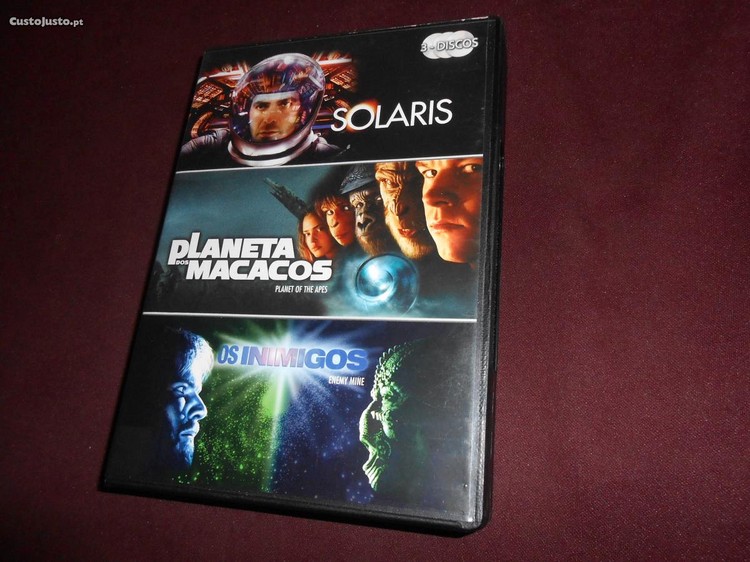 CustoJusto.pt
3 - DISCOS
SOLARIS
PLANETA
DOS MACACOS
PLANET OF THE APES
OS INIMIGOS
ENEMY MINE